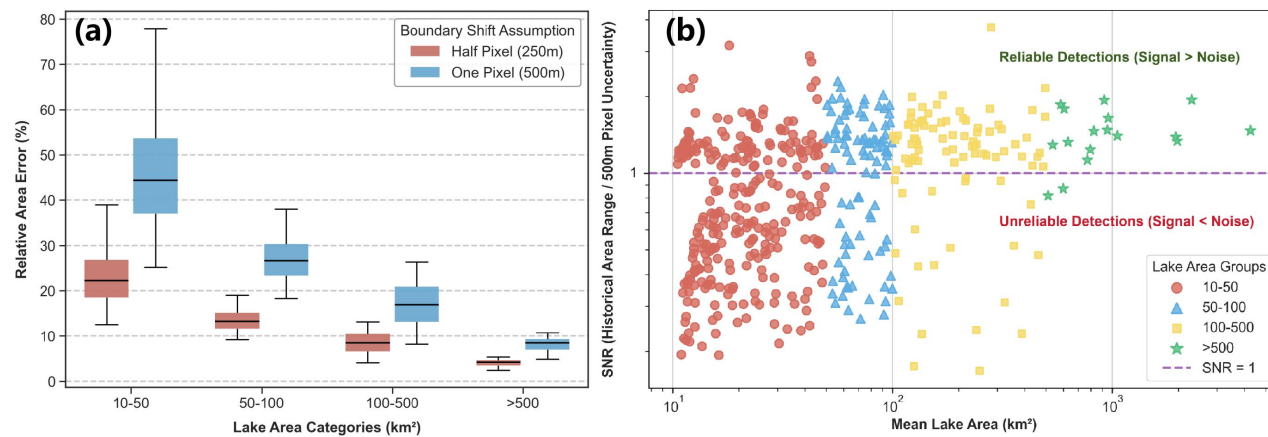 (a)
Boundary Shift Assumption
Half Pixel (250m)
One Pixel (500m)
Relative Area Error (%)
80
70
60
50
40
30
20
10
0
10-50
50-100
100-500
>500
Lake Area Categories (km²)
(b)
Reliable Detections (Signal > Noise)
Unreliable Detections (Signal < Noise)
SNR (Historical Area Range / 500m Pixel Uncertainty)
1
Lake Area Groups
10-50
50-100
100-500
>500
SNR = 1
10¹
10²
10³
Mean Lake Area (km²)